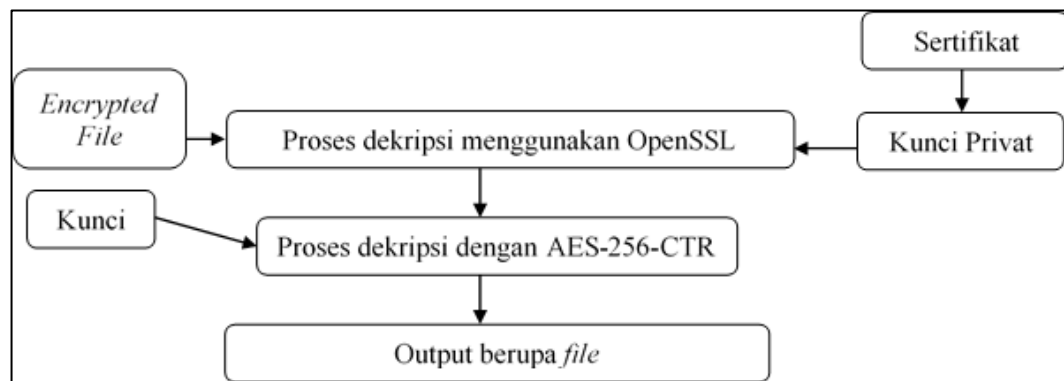 Sertifikat
Encrypted
File
Proses dekripsi menggunakan OpenSSL
Kunci Privat
Kunci
Proses dekripsi dengan AES-256-CTR
Output berupa file